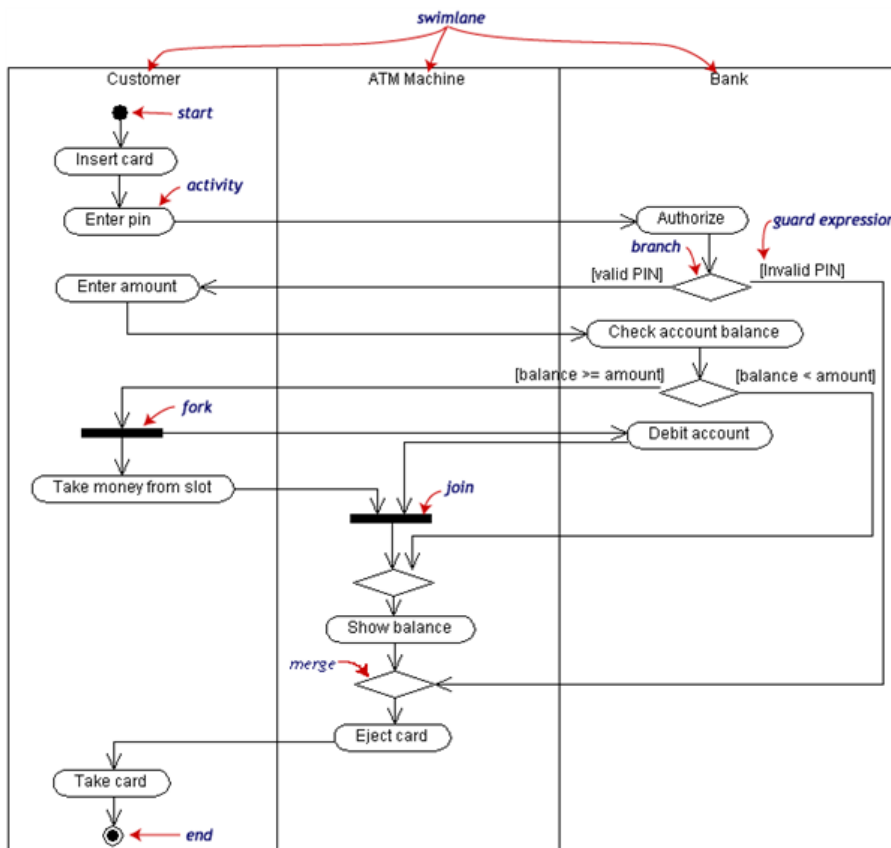 swimlane
Customer
ATM Machine
Bank
start
Insert card
activity
Enter pin
Authorize
guard expression
branch
[valid PIN]
[Invalid PIN]
Enter amount
Check account balance
[balance >= amount]
[balance < amount]
fork
Debit account
Take money from slot
join
Show balance
merge
Eject card
Take card
end